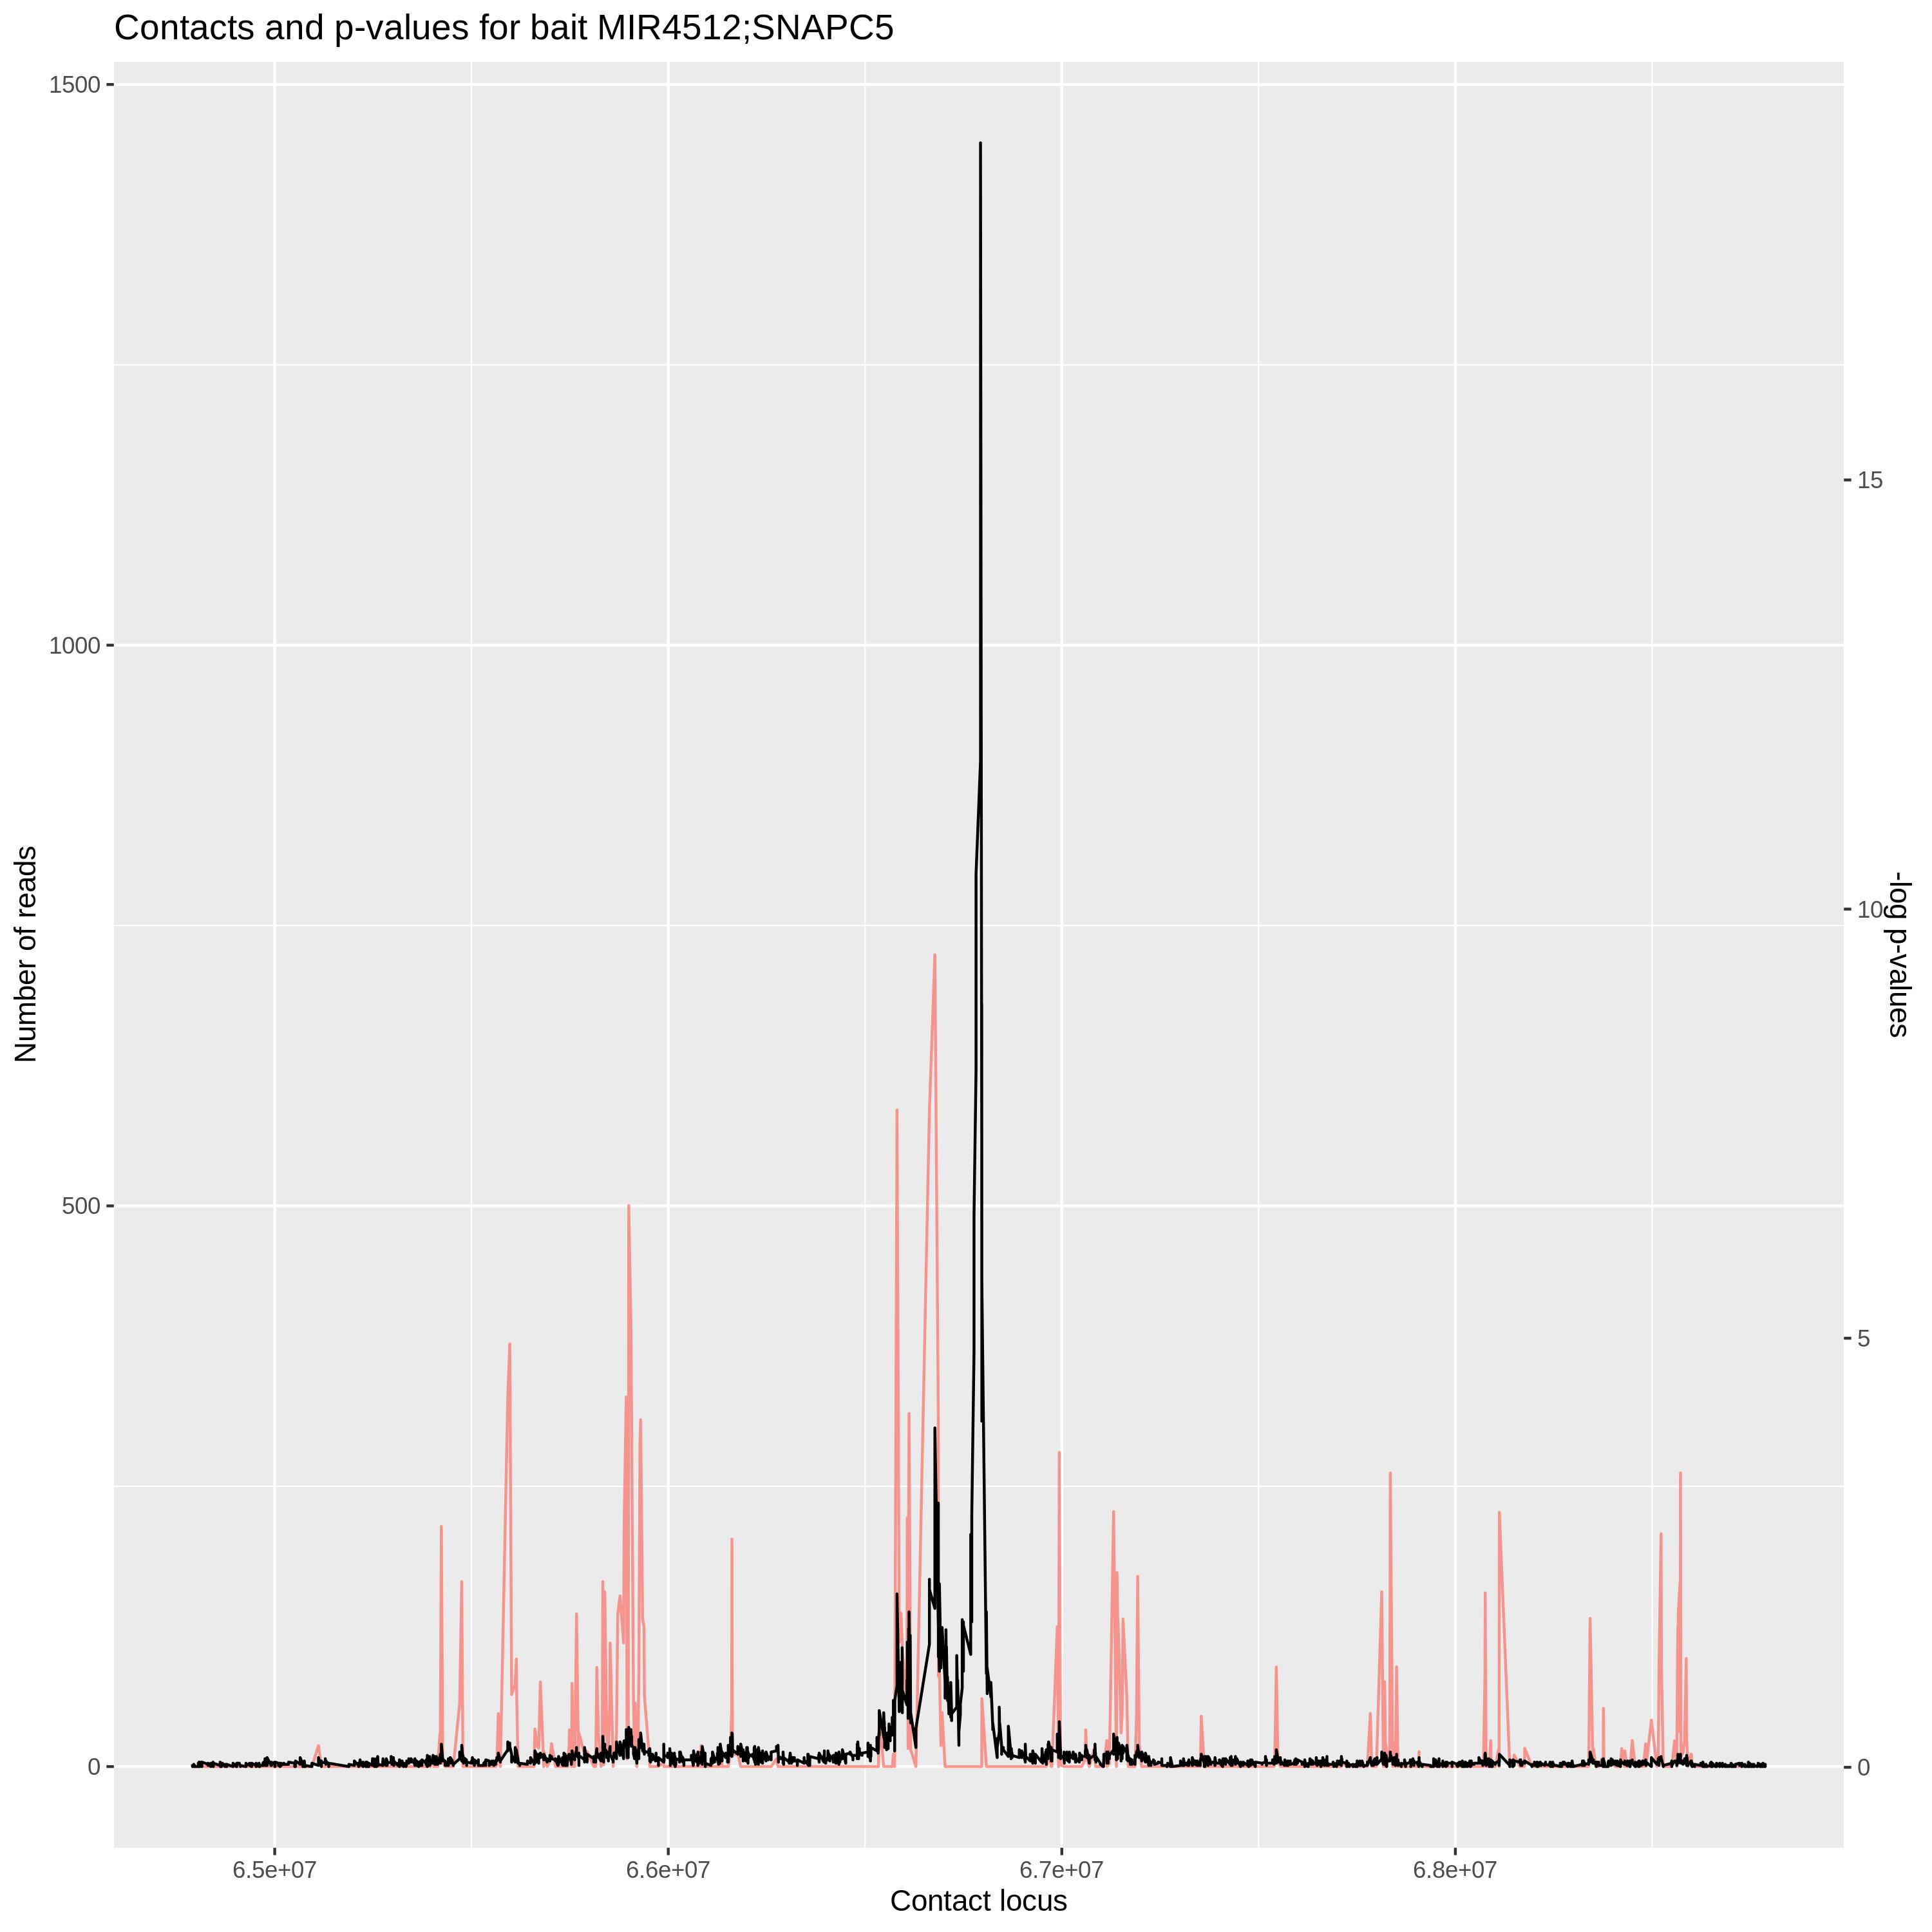 Contacts and p-values for bait MIR4512;SNAPC5
1500
1000
500
0
Number of reads
15
10
5
0
-log p-values
6.5e+07
6.6e+07
6.7e+07
6.8e+07
Contact locus